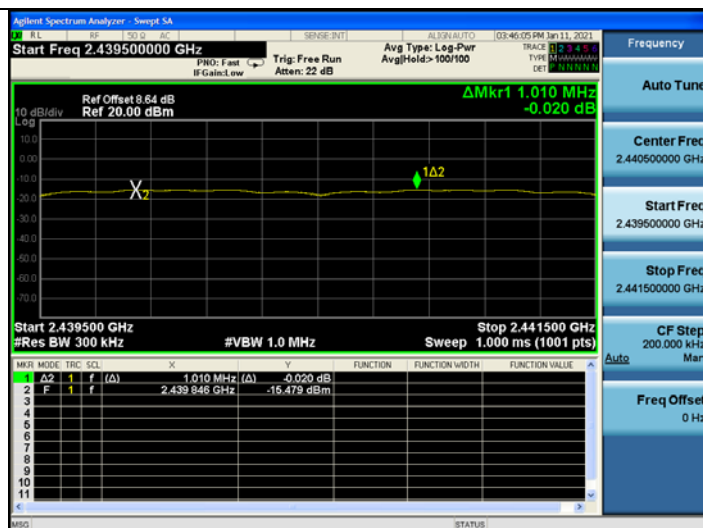 Agilent Spectrum Analyzer - Swept SA
RL RF 50 Ω AC SENSE:INT ALIGN AUTO 03:46:05 PM Jan 11, 2021
Start Freq 2.439500000 GHz
PNO: Fast
IFGain:Low
Trig: Free Run
Atten: 22 dB
Avg Type: Log-Pwr
Avg|Hold:> 100/100
TRACE 1 2 3 4 5 6
TYPE M
DET P N N N N N
Ref Offset 8.64 dB
Ref 20.00 dBm
ΔMkr1 1.010 MHz
-0.020 dB
10 dB/div
Log
10.0
0.00
-10.0
-20.0
-30.0
-40.0
-50.0
-60.0
-70.0
X2
1Δ2
Start 2.439500 GHz
Stop 2.441500 GHz
#Res BW 300 kHz
#VBW 1.0 MHz
Sweep 1.000 ms (1001 pts)
MKR MODE TRC SCL X Y FUNCTION FUNCTION WIDTH FUNCTION VALUE
1 Δ2 1 f (Δ) 1.010 MHz (Δ) -0.020 dB
2 F 1 f 2.439 846 GHz -15.479 dBm
3
4
5
6
7
8
9
10
11
MSG
STATUS
Frequency
Auto Tune
Center Freq
2.440500000 GHz
Start Freq
2.439500000 GHz
Stop Freq
2.441500000 GHz
CF Step
200.000 kHz
Auto Man
Freq Offset
0 Hz